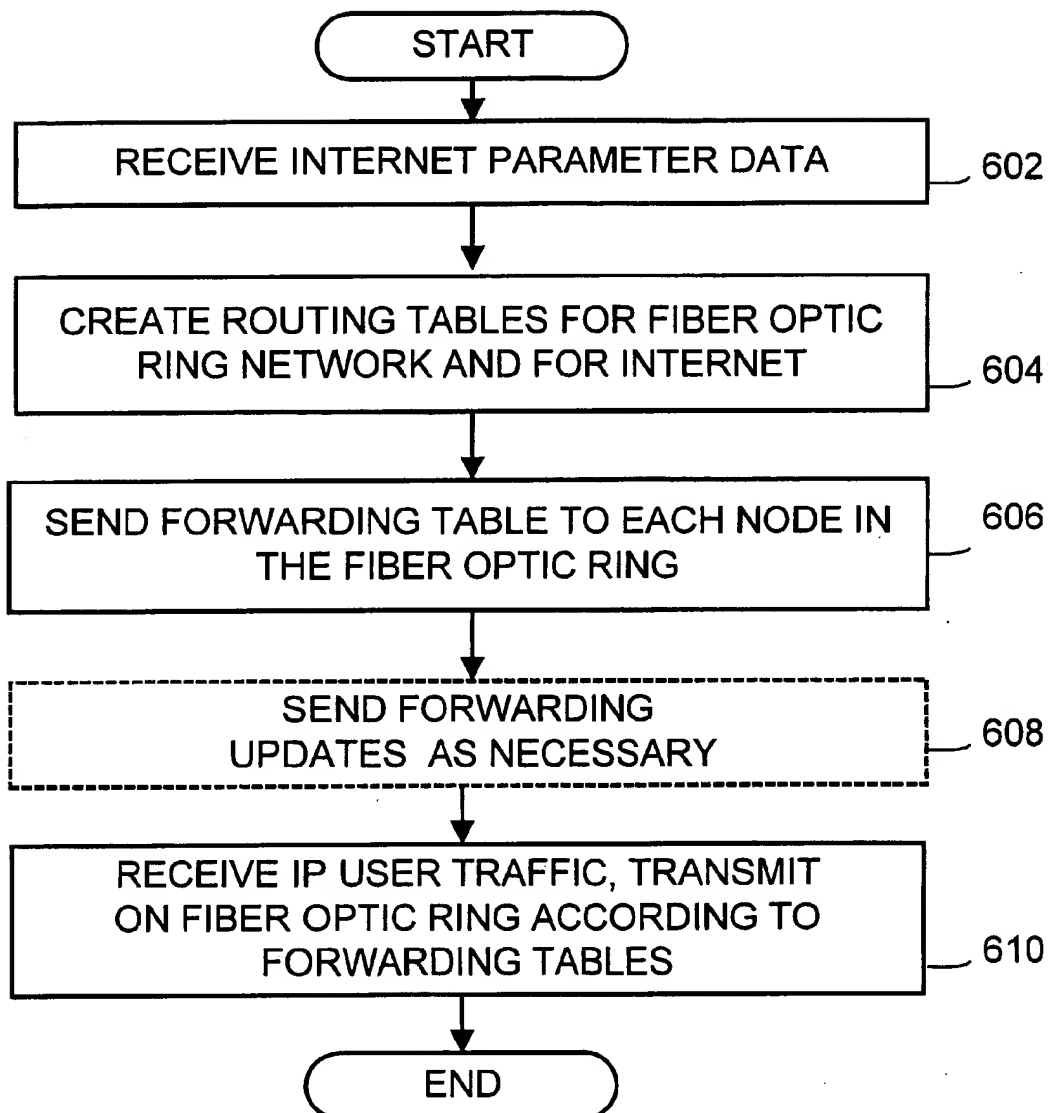 START
RECEIVE INTERNET PARAMETER DATA
602
CREATE ROUTING TABLES FOR FIBER OPTIC
RING NETWORK AND FOR INTERNET
604
SEND FORWARDING TABLE TO EACH NODE IN
THE FIBER OPTIC RING
606
SEND FORWARDING
UPDATES AS NECESSARY
608
RECEIVE IP USER TRAFFIC, TRANSMIT
ON FIBER OPTIC RING ACCORDING TO
FORWARDING TABLES
610
END